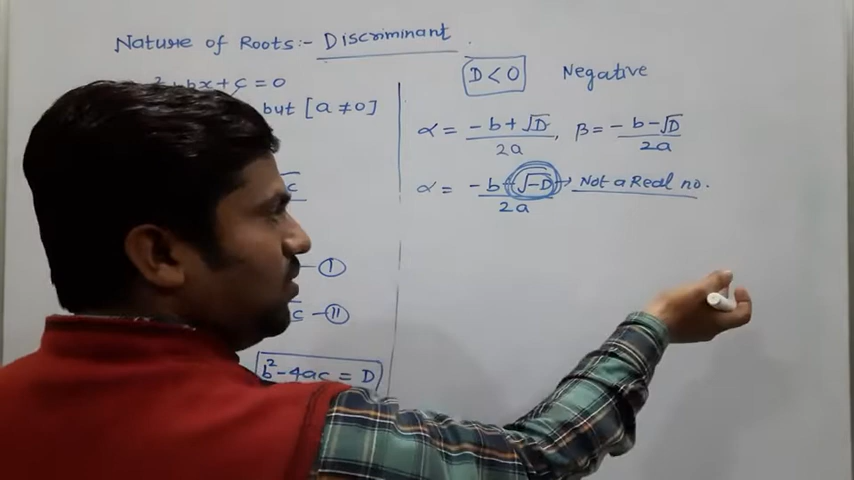 Nature of Roots:- Discriminant
² + bx + c = 0
but [a ≠ 0]
c
— I
c — II
b² - 4ac = D
D < 0 Negative
α = -b + √D / 2a , β = -b - √D / 2a
α = -b + √-D / 2a → Not a Real no.